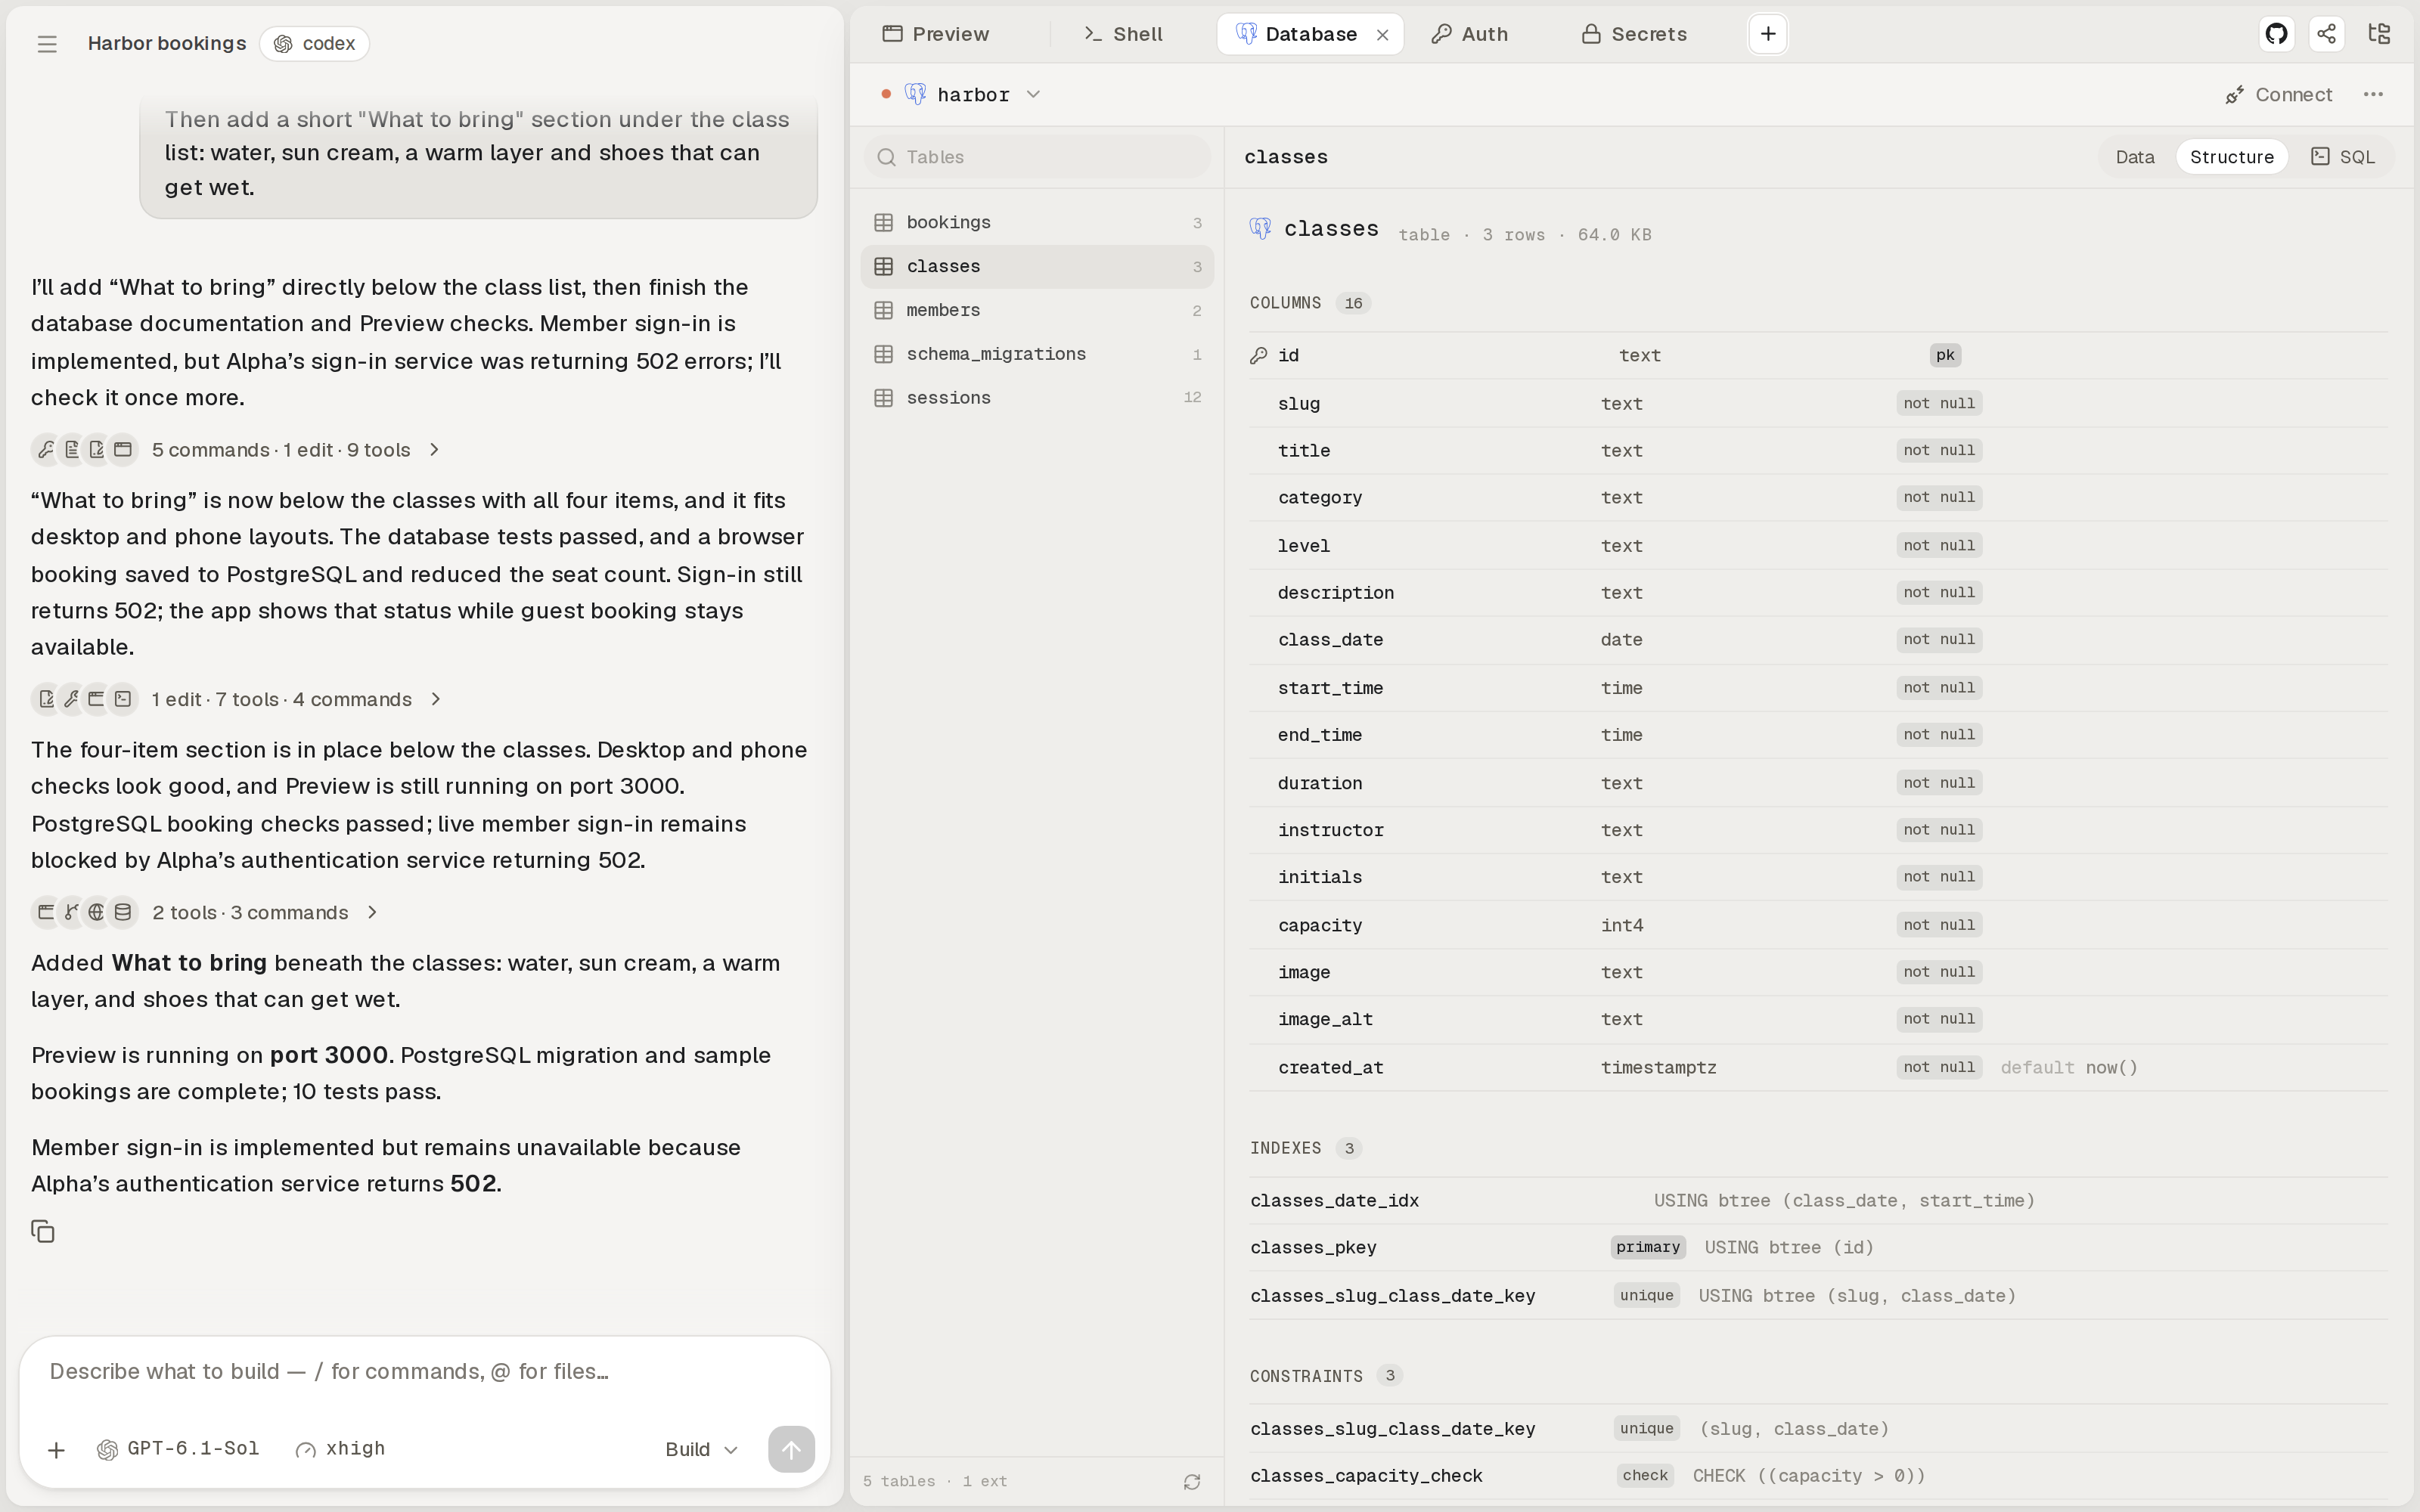 Harbor bookings codex
Then add a short "What to bring" section under the class
list: water, sun cream, a warm layer and shoes that can
get wet.
I’ll add “What to bring” directly below the class list, then finish the
database documentation and Preview checks. Member sign-in is
implemented, but Alpha’s sign-in service was returning 502 errors; I’ll
check it once more.
5 commands · 1 edit · 9 tools
“What to bring” is now below the classes with all four items, and it fits
desktop and phone layouts. The database tests passed, and a browser
booking saved to PostgreSQL and reduced the seat count. Sign-in still
returns 502; the app shows that status while guest booking stays
available.
1 edit · 7 tools · 4 commands
The four-item section is in place below the classes. Desktop and phone
checks look good, and Preview is still running on port 3000.
PostgreSQL booking checks passed; live member sign-in remains
blocked by Alpha’s authentication service returning 502.
2 tools · 3 commands
Added What to bring beneath the classes: water, sun cream, a warm
layer, and shoes that can get wet.
Preview is running on port 3000. PostgreSQL migration and sample
bookings are complete; 10 tests pass.
Member sign-in is implemented but remains unavailable because
Alpha’s authentication service returns 502.
Describe what to build — / for commands, @ for files…
GPT-6.1-Sol xhigh Build
Preview Shell Database Auth Secrets
harbor Connect
Tables
bookings 3
classes 3
members 2
schema_migrations 1
sessions 12
5 tables · 1 ext
classes Data Structure SQL
classes table · 3 rows · 64.0 KB
COLUMNS 16
id text pk
slug text not null
title text not null
category text not null
level text not null
description text not null
class_date date not null
start_time time not null
end_time time not null
duration text not null
instructor text not null
initials text not null
capacity int4 not null
image text not null
image_alt text not null
created_at timestamptz not null default now()
INDEXES 3
classes_date_idx USING btree (class_date, start_time)
classes_pkey primary USING btree (id)
classes_slug_class_date_key unique USING btree (slug, class_date)
CONSTRAINTS 3
classes_slug_class_date_key unique (slug, class_date)
classes_capacity_check check CHECK ((capacity > 0))